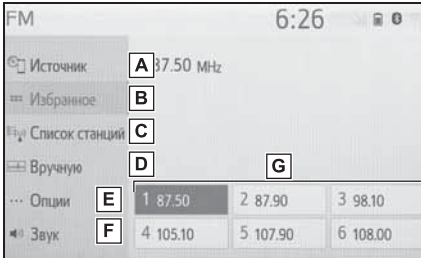 FM 6:26
Источник A 87.50 MHz
Избранное B
Список станций C
Вручную D G
Опции E 1 87.50 2 87.90 3 98.10
Звук F 4 105.10 5 107.90 6 108.00